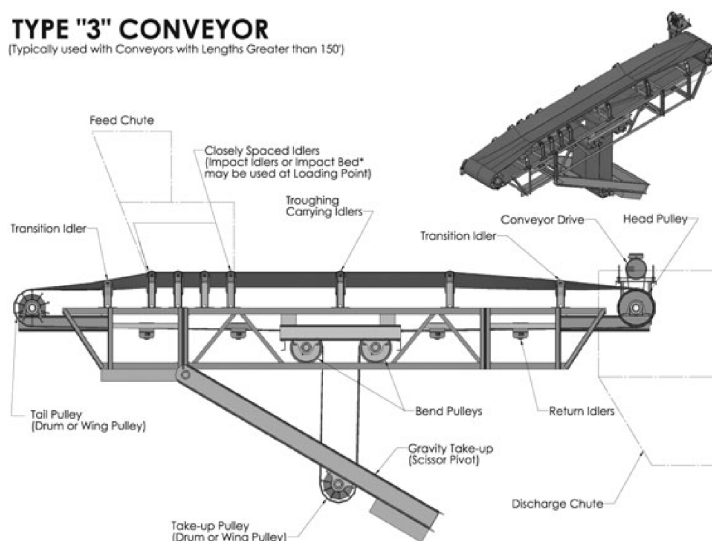 TYPE "3" CONVEYOR
(Typically used with Conveyors with Lengths Greater than 150')
Feed Chute
Closely Spaced Idlers
(Impact Idlers or Impact Bed*
may be used at Loading Point)
Troughing
Carrying Idlers
Conveyor Drive
Head Pulley
Transition Idler
Transition Idler
Tail Pulley
(Drum or Wing Pulley)
Bend Pulleys
Return Idlers
Gravity Take-up
(Scissor Pivot)
Discharge Chute
Take-up Pulley
(Drum or Wing Pulley)